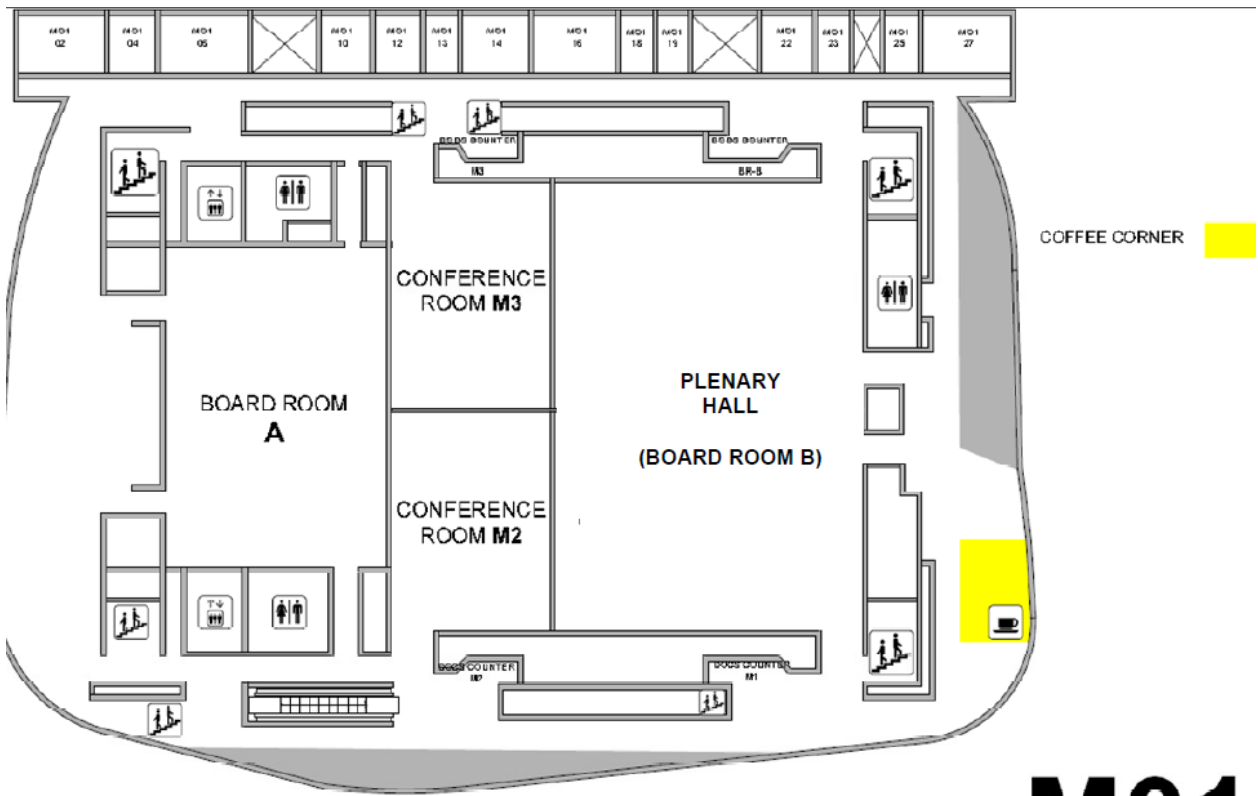 M01
02
M01
04
M01
05
M01
10
M01
12
M01
13
M01
14
M01
16
M01
18
M01
19
M01
22
M01
23
M01
25
M01
27
DOCS COUNTER
M3
DOCS COUNTER
BR-B
COFFEE CORNER
CONFERENCE
ROOM M3
BOARD ROOM
A
PLENARY
HALL
(BOARD ROOM B)
CONFERENCE
ROOM M2
DOCS COUNTER
M2
DOCS COUNTER
M1
M01